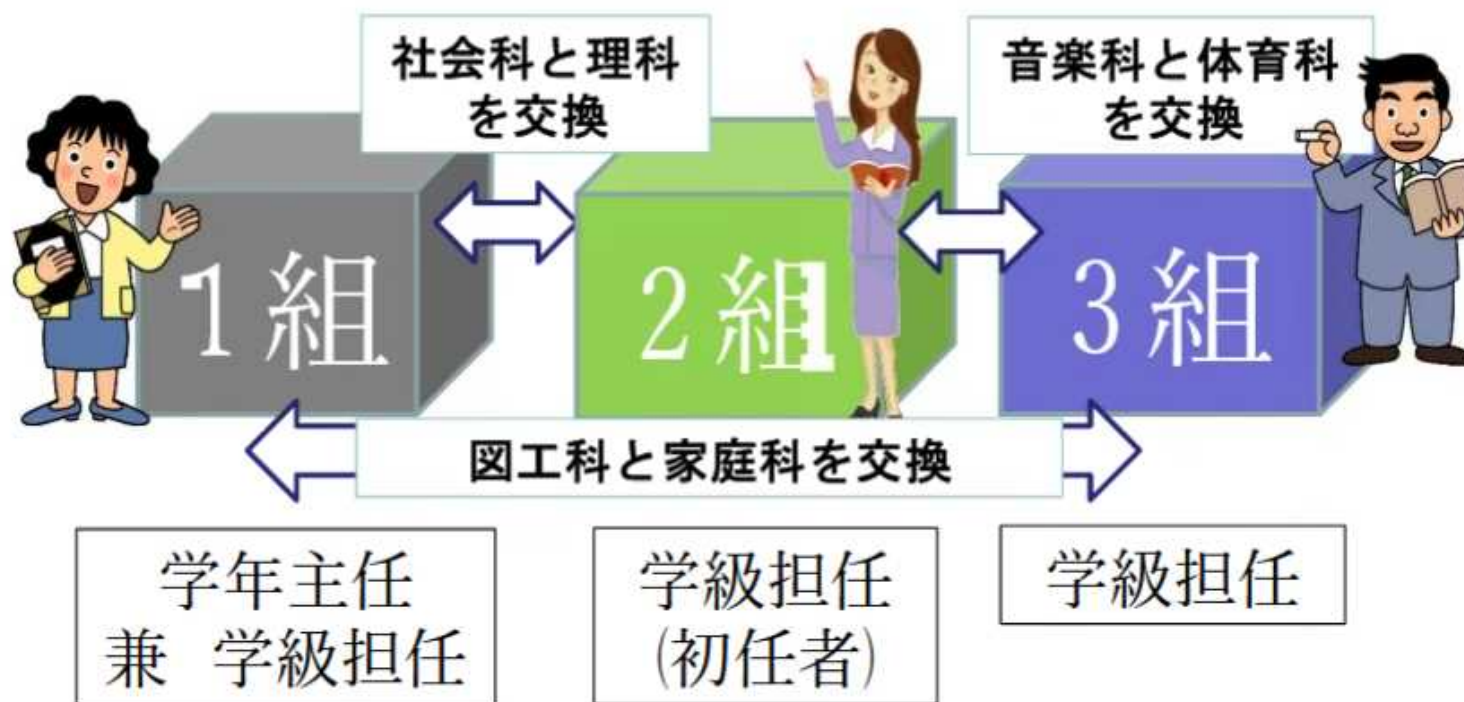 社会科と理科
を交換
音楽科と体育科
を交換
1組
2組
1
3組
図工科と家庭科を交換
学年主任
兼 学級担任
学級担任
(初任者)
学級担任